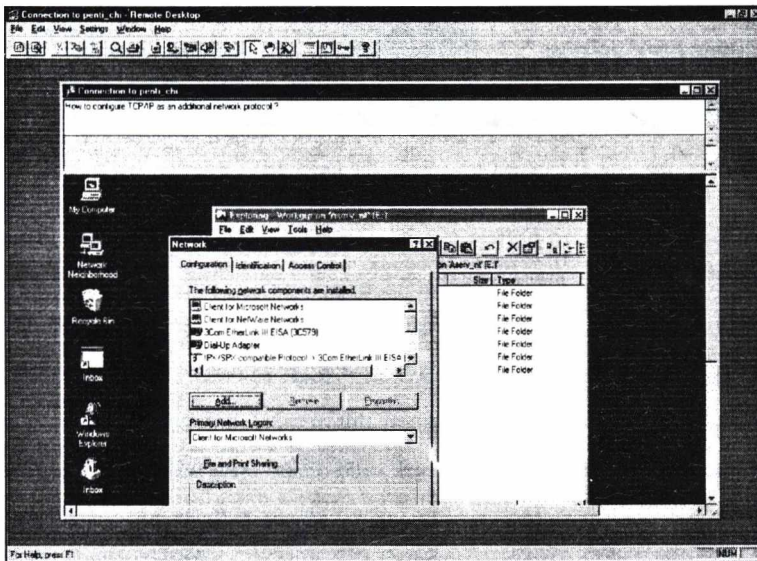 Connection to penti_chi - Remote Desktop
File Edit View Settings Window Help
Connection to penti_chi
How to configure TCP/IP as an additional network protocol ?
My Computer
Network Neighborhood
Recycle Bin
Inbox
Windows Explorer
Inbox
File Edit View Tools Help
Size Type
File Folder
File Folder
File Folder
File Folder
File Folder
File Folder
File Folder
Network
Configuration Identification Access Control
The following network components are installed:
Client for Microsoft Networks
Client for NetWare Networks
3Com EtherLink III EISA (3C579)
Dial-Up Adapter
IPX/SPX-compatible Protocol -> 3Com EtherLink III EISA (
Add... Remove Properties
Primary Network Logon:
Client for Microsoft Networks
File and Print Sharing...
Description
For Help, press F1
NUM